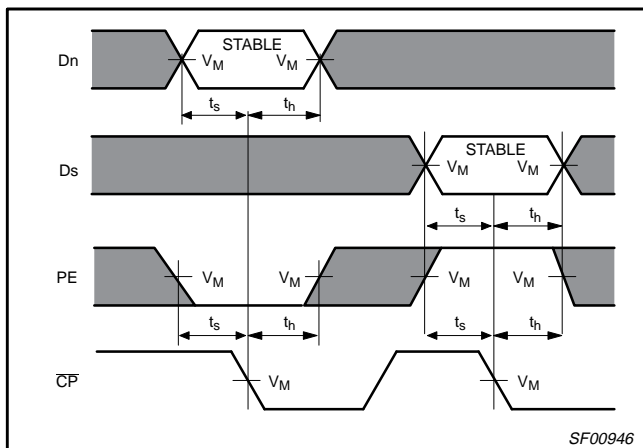 Dn
STABLE
VM VM
ts th
Ds
STABLE
VM VM
ts th
PE
VM VM VM VM
ts th ts th
CP
VM VM
SF00946